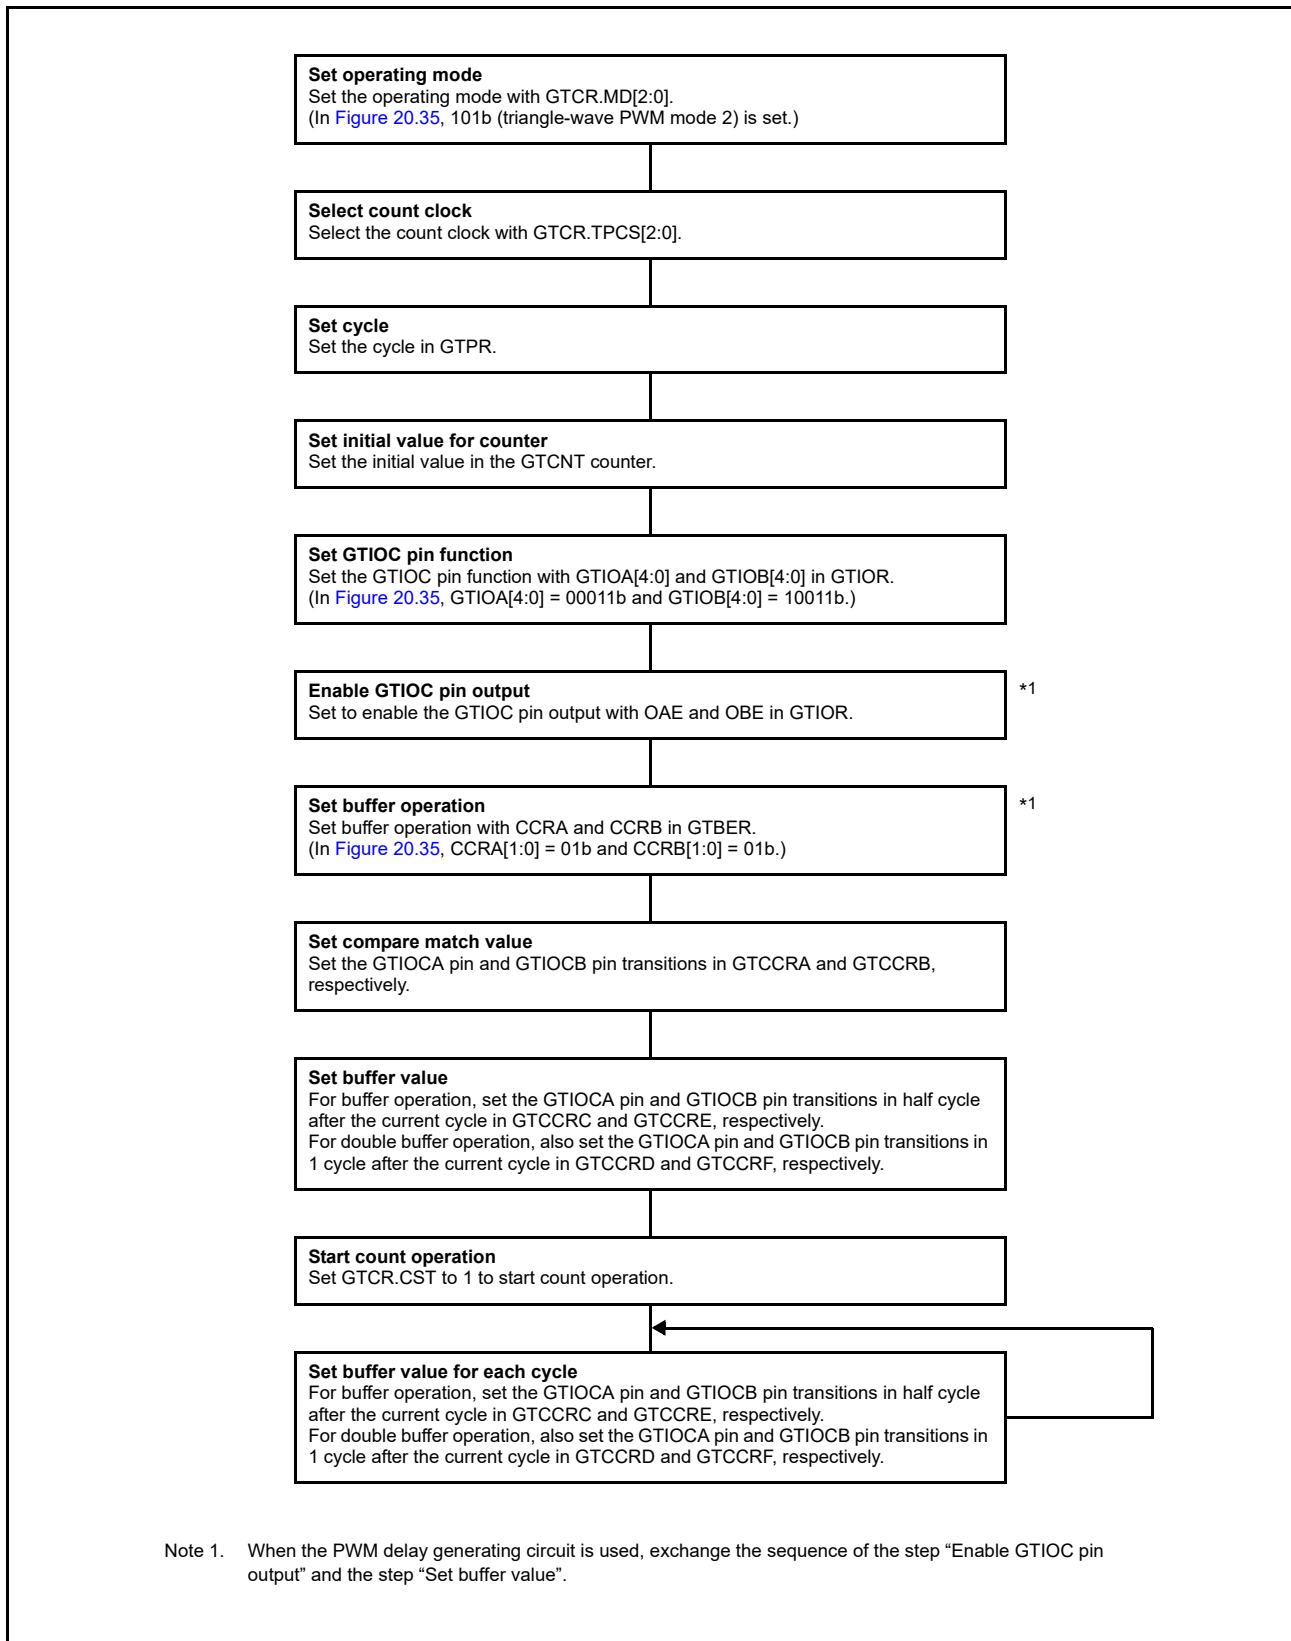 Set operating mode
Set the operating mode with GTCR.MD[2:0].
(In Figure 20.35, 101b (triangle-wave PWM mode 2) is set.)
Select count clock
Select the count clock with GTCR.TPCS[2:0].
Set cycle
Set the cycle in GTPR.
Set initial value for counter
Set the initial value in the GTCNT counter.
Set GTIOC pin function
Set the GTIOC pin function with GTIOA[4:0] and GTIOB[4:0] in GTIOR.
(In Figure 20.35, GTIOA[4:0] = 00011b and GTIOB[4:0] = 10011b.)
Enable GTIOC pin output *1
Set to enable the GTIOC pin output with OAE and OBE in GTIOR.
Set buffer operation *1
Set buffer operation with CCRA and CCRB in GTBER.
(In Figure 20.35, CCRA[1:0] = 01b and CCRB[1:0] = 01b.)
Set compare match value
Set the GTIOCA pin and GTIOCB pin transitions in GTCCRA and GTCCRB,
respectively.
Set buffer value
For buffer operation, set the GTIOCA pin and GTIOCB pin transitions in half cycle
after the current cycle in GTCCRC and GTCCRE, respectively.
For double buffer operation, also set the GTIOCA pin and GTIOCB pin transitions in
1 cycle after the current cycle in GTCCRD and GTCCRF, respectively.
Start count operation
Set GTCR.CST to 1 to start count operation.
Set buffer value for each cycle
For buffer operation, set the GTIOCA pin and GTIOCB pin transitions in half cycle
after the current cycle in GTCCRC and GTCCRE, respectively.
For double buffer operation, also set the GTIOCA pin and GTIOCB pin transitions in
1 cycle after the current cycle in GTCCRD and GTCCRF, respectively.
Note 1. When the PWM delay generating circuit is used, exchange the sequence of the step “Enable GTIOC pin
output” and the step “Set buffer value”.